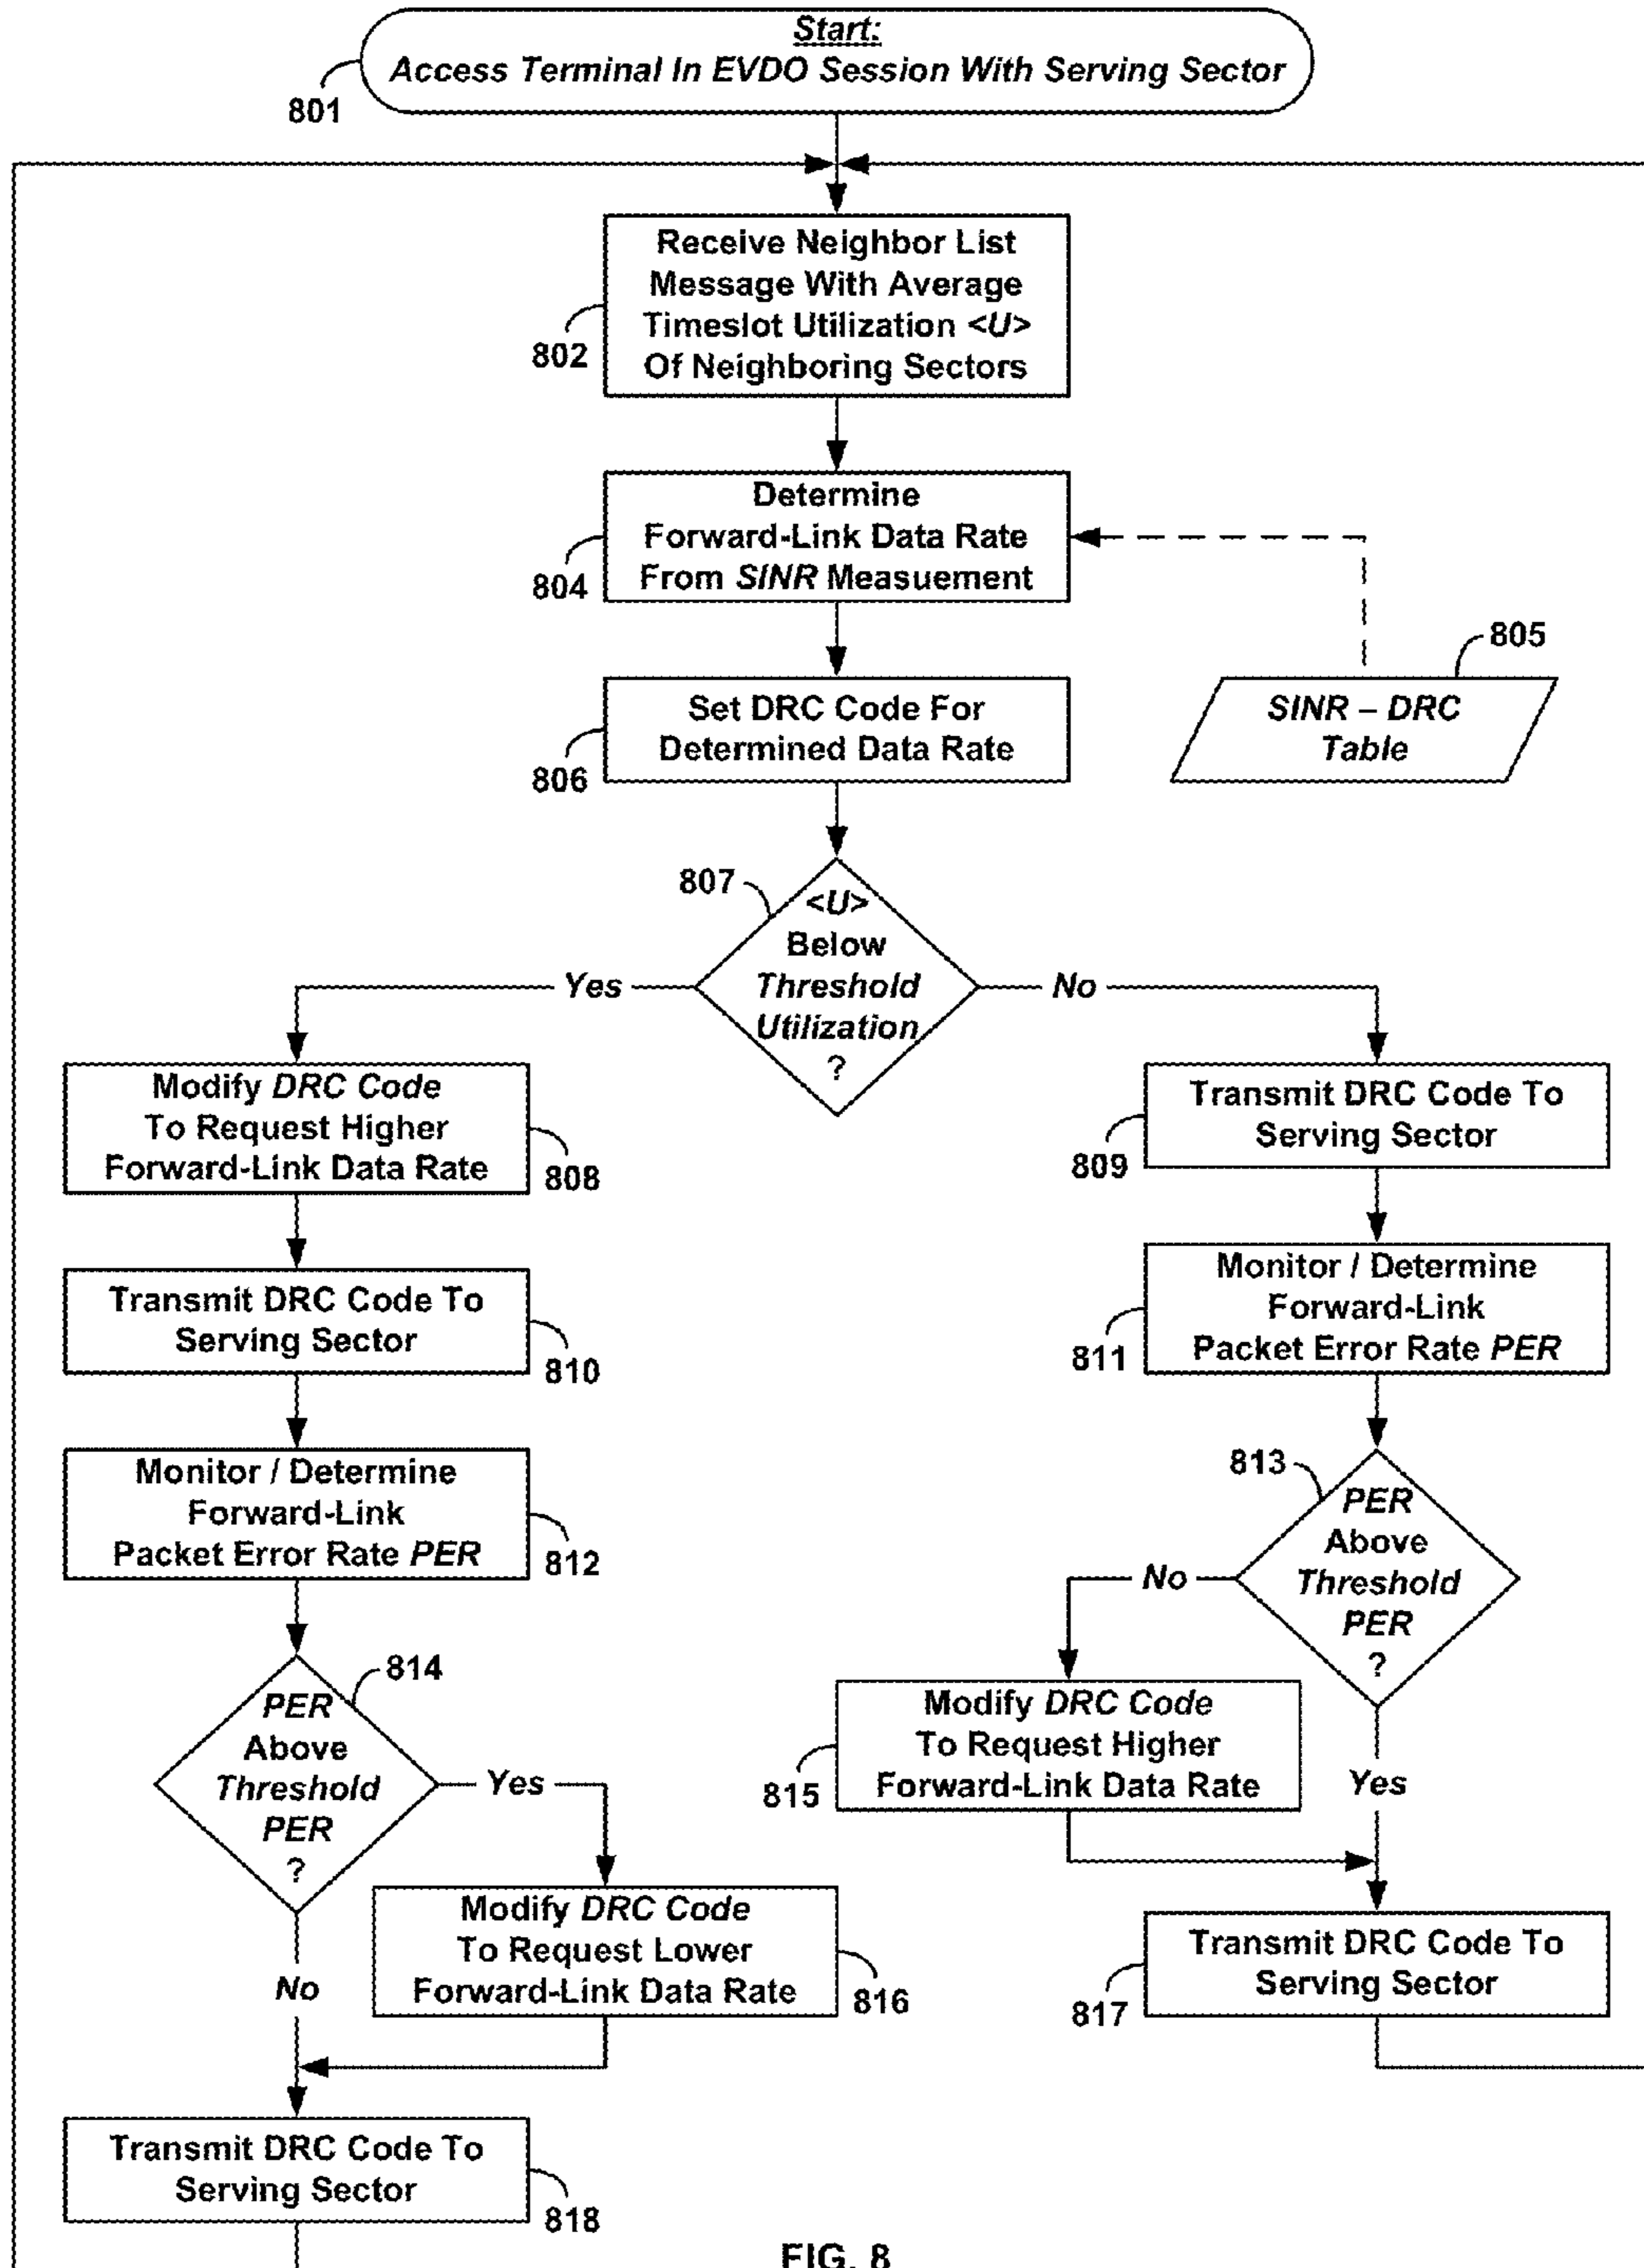 Start:
Access Terminal In EVDO Session With Serving Sector
801
Receive Neighbor List
Message With Average
Timeslot Utilization <U>
Of Neighboring Sectors
802
Determine
Forward-Link Data Rate
From SINR Measuement
804
805
SINR – DRC
Table
Set DRC Code For
Determined Data Rate
806
807
<U>
Below
Threshold
Utilization
?
Yes
No
Modify DRC Code
To Request Higher
Forward-Link Data Rate
808
Transmit DRC Code To
Serving Sector
809
Transmit DRC Code To
Serving Sector
810
Monitor / Determine
Forward-Link
Packet Error Rate PER
811
Monitor / Determine
Forward-Link
Packet Error Rate PER
812
813
PER
Above
Threshold
PER
?
No
Yes
814
PER
Above
Threshold
PER
?
Yes
No
Modify DRC Code
To Request Higher
Forward-Link Data Rate
815
Modify DRC Code
To Request Lower
Forward-Link Data Rate
816
Transmit DRC Code To
Serving Sector
817
Transmit DRC Code To
Serving Sector
818
FIG. 8